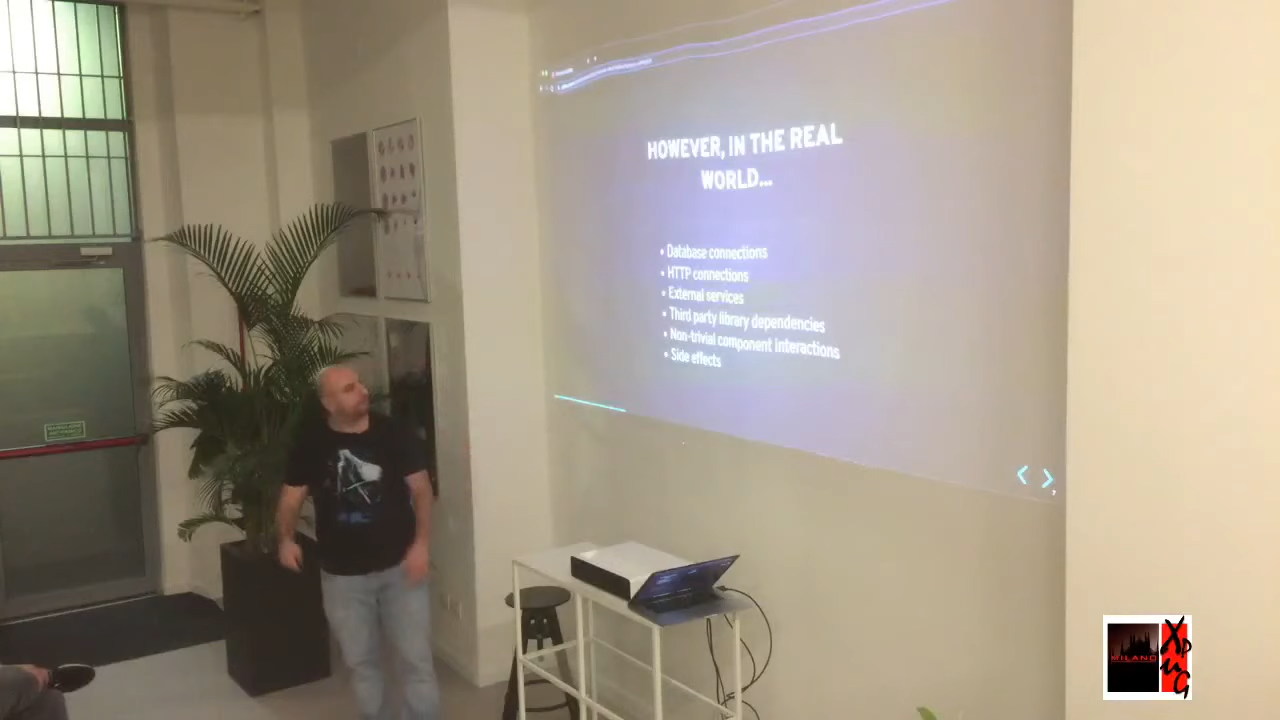 HOWEVER, IN THE REAL
WORLD...
• Database connections
• HTTP connections
• External services
• Third party library dependencies
• Non-trivial component interactions
• Side effects
MILANO
XPUG